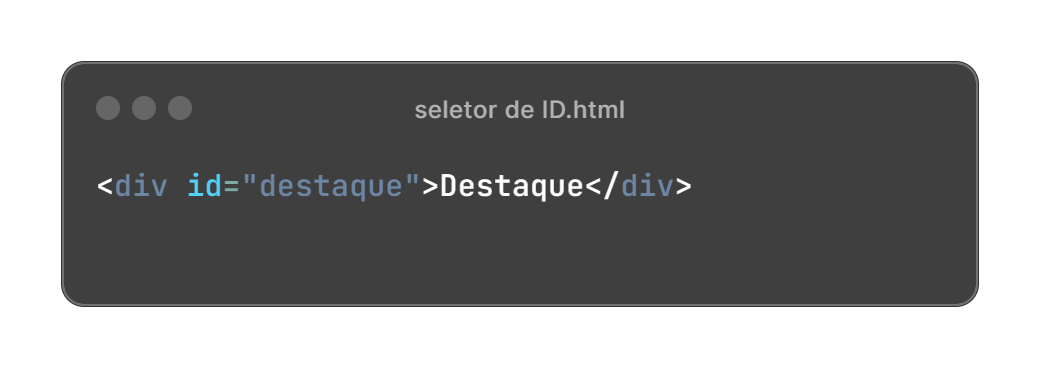 seletor de ID.html
<div id="destaque">Destaque</div>